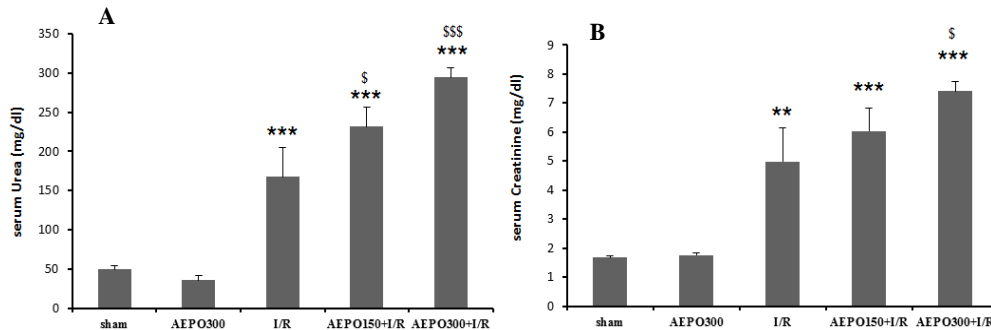 A
serum Urea (mg/dl)
350
300
250
200
150
100
50
0
***
$
***
$$$
***
sham
AEPO300
I/R
AEPO150+I/R
AEPO300+I/R
B
serum Creatinine (mg/dl)
9
8
7
6
5
4
3
2
1
0
**
***
$
***
sham
AEPO300
I/R
AEPO150+I/R
AEPO300+I/R